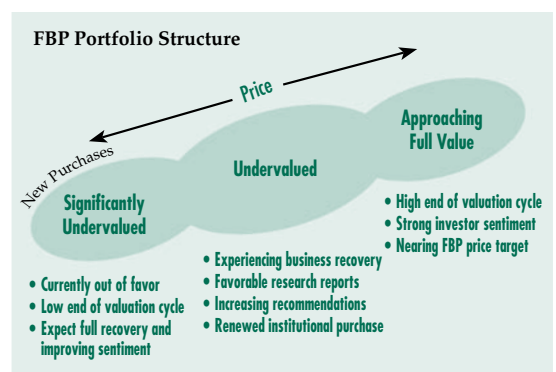 FBP Portfolio Structure
Price
New Purchases
Significantly
Undervalued
Undervalued
Approaching
Full Value
• Currently out of favor
• Low end of valuation cycle
• Expect full recovery and
improving sentiment
• Experiencing business recovery
• Favorable research reports
• Increasing recommendations
• Renewed institutional purchase
• High end of valuation cycle
• Strong investor sentiment
• Nearing FBP price target